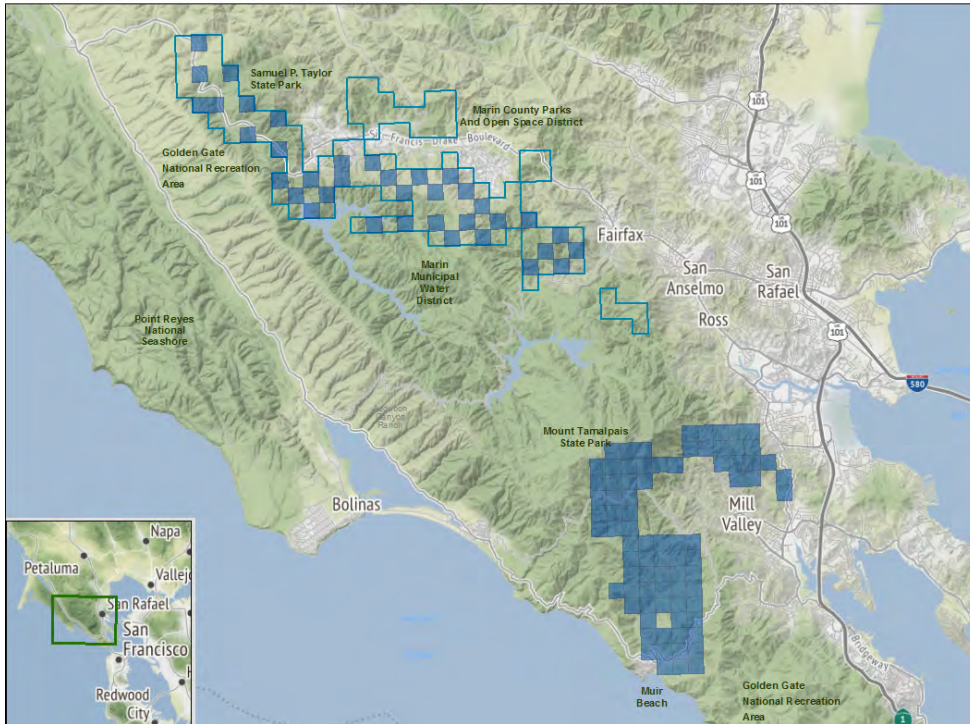 Samuel P. Taylor
State Park
Marin County Parks
And Open Space District
Sir Francis Drake Boulevard
Golden Gate
National Recreation
Area
101
101
101
101
Fairfax
San
Anselmo
San
Rafael
Ross
Marin
Municipal
Water
District
Point Reyes
National
Seashore
580
Canyon
Ranch
Mount Tamalpais
State Park
Bolinas
Mill
Valley
Muir
Beach
Golden Gate
National Recreation
Area
Bridgeway
1
Napa
Petaluma
Vallejo
San Rafael
San
Francisco
Redwood
City
H